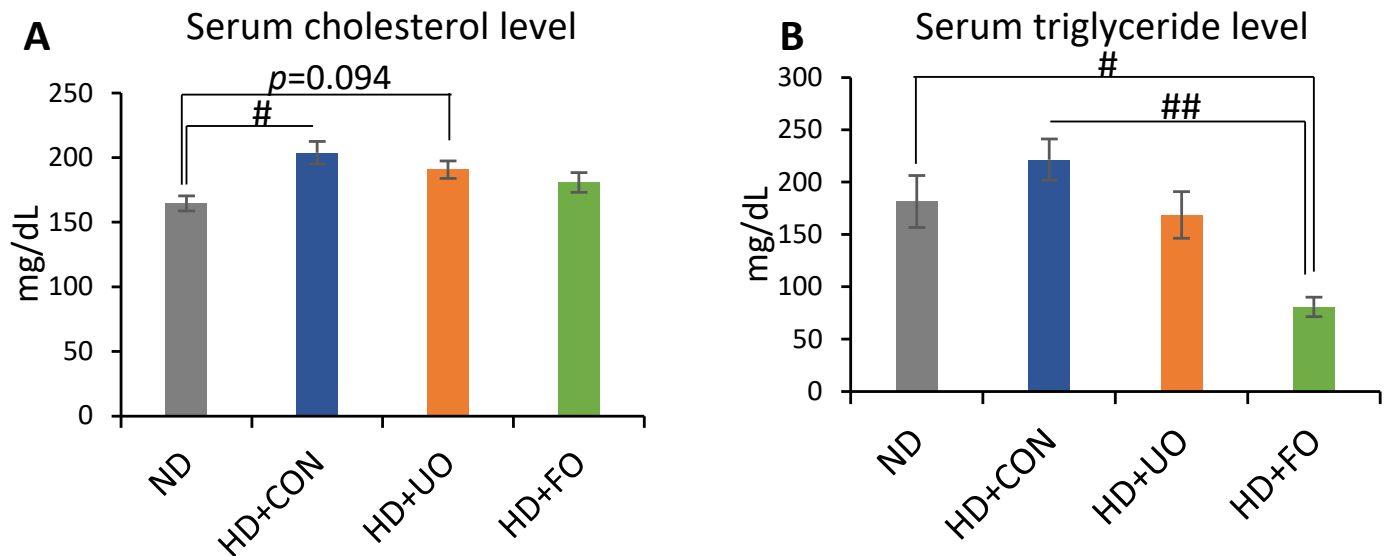 A
Serum cholesterol level
p=0.094
#
250
200
150
100
50
0
mg/dL
ND
HD+CON
HD+UO
HD+FO
B
Serum triglyceride level
#
##
300
250
200
150
100
50
0
mg/dL
ND
HD+CON
HD+UO
HD+FO